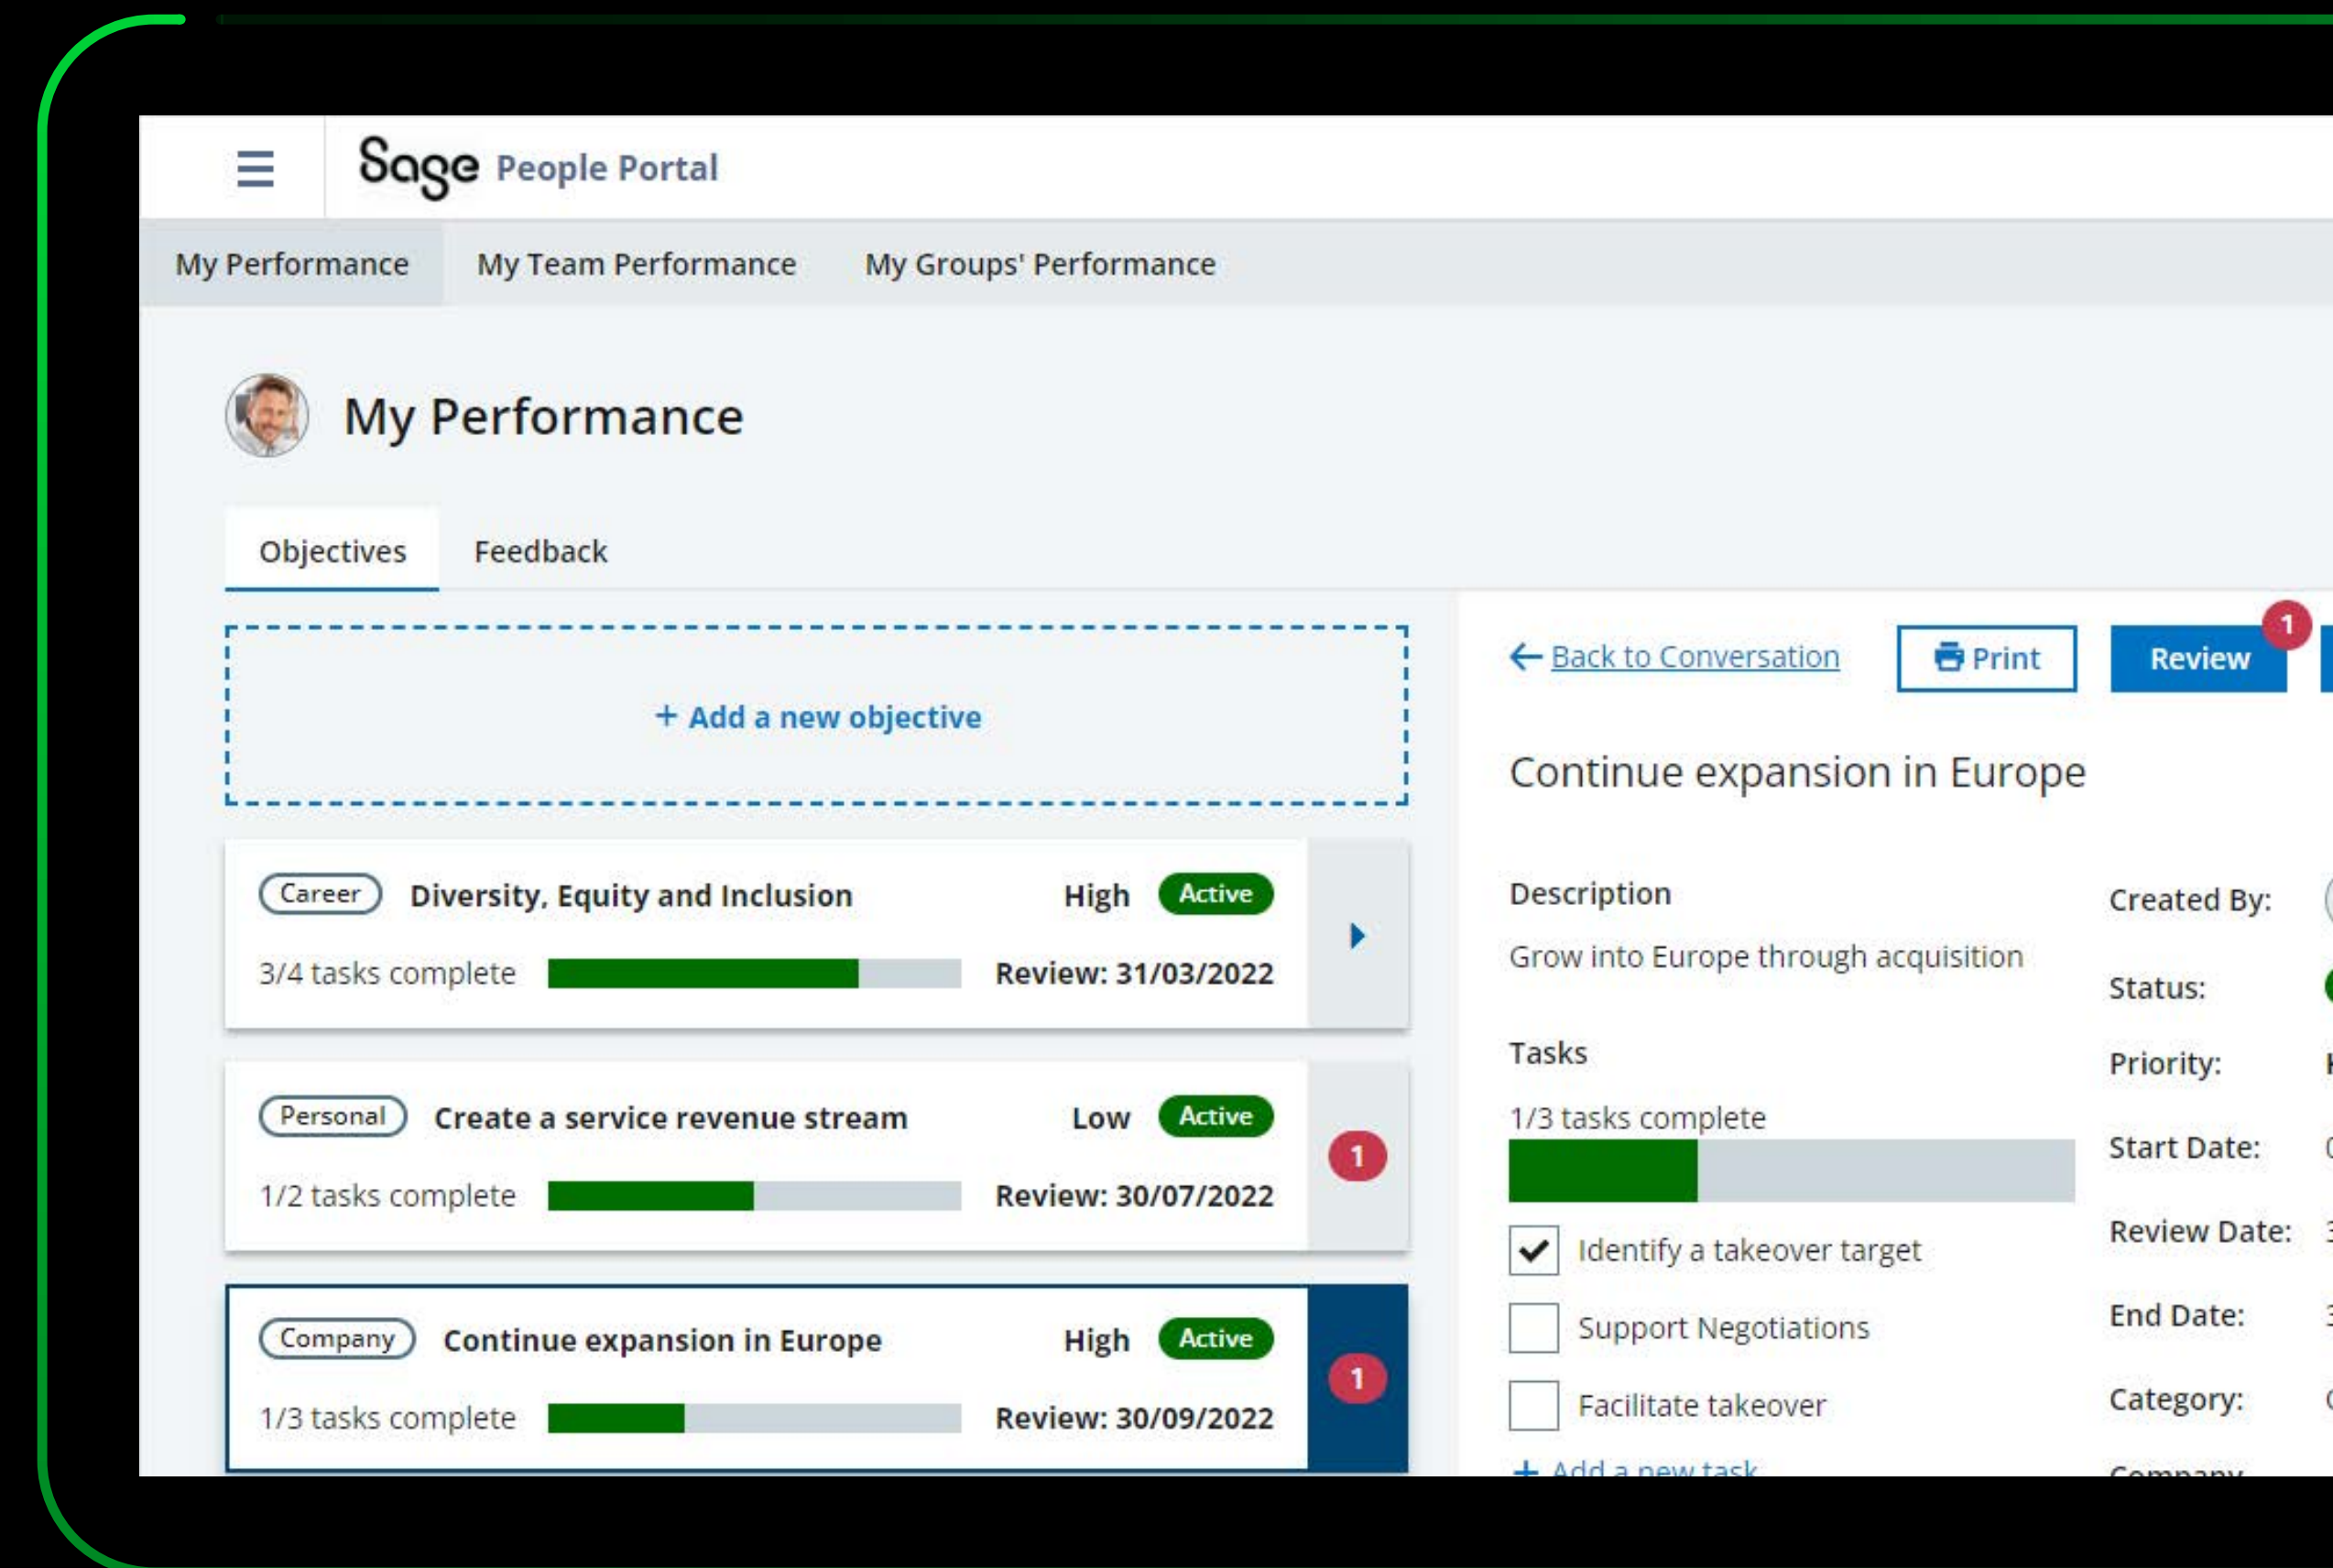 Sage People Portal
My Performance My Team Performance My Groups' Performance
My Performance
Objectives Feedback
+ Add a new objective
Career Diversity, Equity and Inclusion High Active
3/4 tasks complete Review: 31/03/2022
Personal Create a service revenue stream Low Active
1
1/2 tasks complete Review: 30/07/2022
Company Continue expansion in Europe High Active
1
1/3 tasks complete Review: 30/09/2022
Back to Conversation Print Review 1
Continue expansion in Europe
Description
Grow into Europe through acquisition
Tasks
1/3 tasks complete
Identify a takeover target
Support Negotiations
Facilitate takeover
+ Add a new task
Created By:
Status:
Priority:
Start Date:
Review Date:
End Date:
Category:
Company